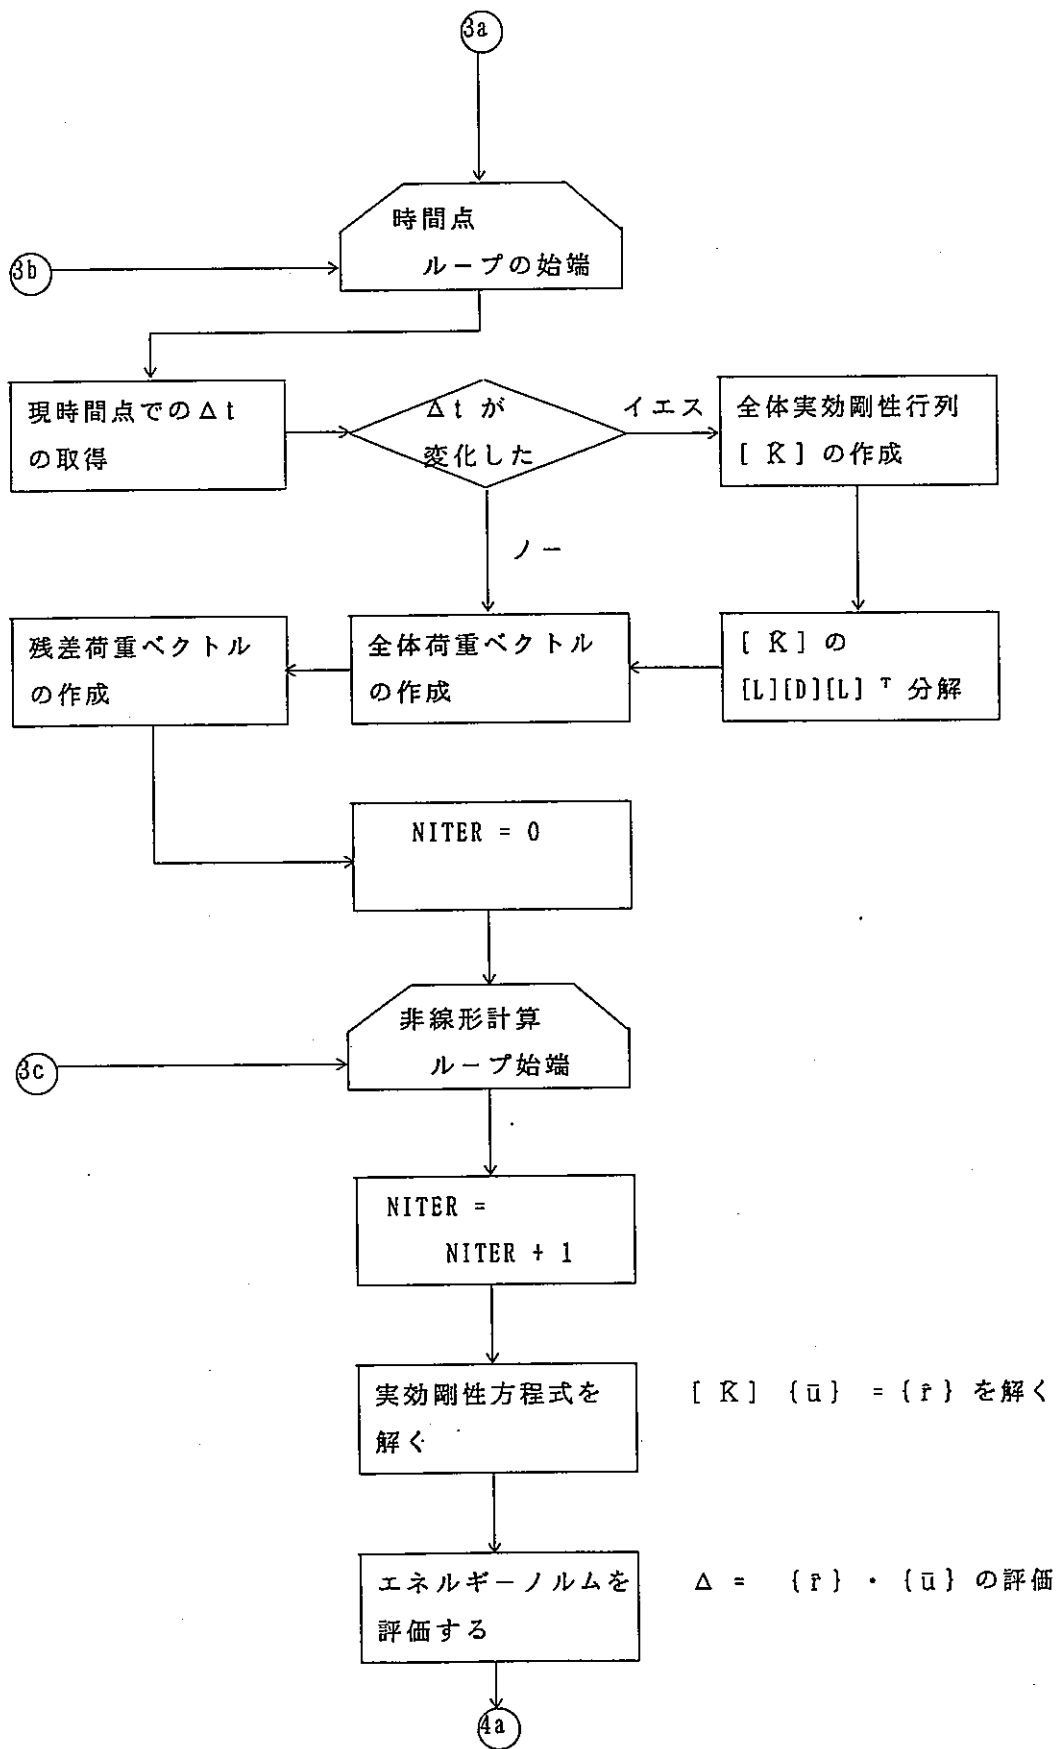 3a
時間点
ループの始端
3b
現時間点でのΔt
の取得
Δtが
変化した
イエス
全体実効剛性行列
[ K̂ ] の作成
ノー
残差荷重ベクトル
の作成
全体荷重ベクトル
の作成
[ K̂ ] の
[L][D][L] ᵀ 分解
NITER = 0
非線形計算
ループ始端
3c
NITER =
NITER + 1
実効剛性方程式を
解く
[ K̂ ] {ū} = {r̂} を解く
エネルギーノルムを
評価する
Δ = {r̄} ・ {ū} の評価
4a